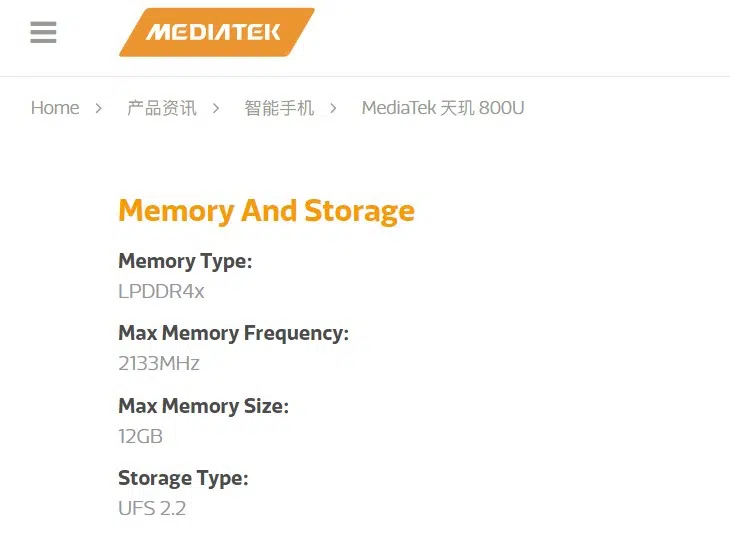 MEDIATEK
Home > 产品资讯 > 智能手机 > MediaTek 天玑 800U
Memory And Storage
Memory Type:
LPDDR4x
Max Memory Frequency:
2133MHz
Max Memory Size:
12GB
Storage Type:
UFS 2.2